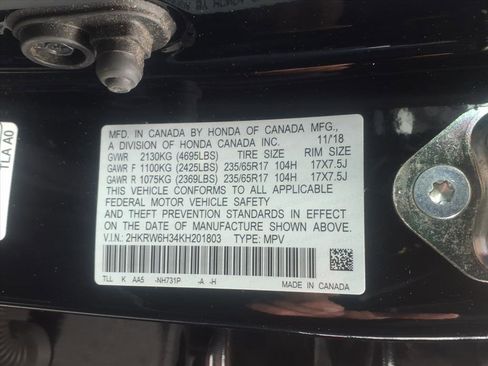 TLA A0
MFD. IN CANADA BY HONDA OF CANADA MFG.,
A DIVISION OF HONDA CANADA INC. 11/18
GVWR 2130KG (4695LBS) TIRE SIZE RIM SIZE
GAWR F 1100KG (2425LBS) 235/65R17 104H 17X7.5J
GAWR R 1075KG (2369LBS) 235/65R17 104H 17X7.5J
THIS VEHICLE CONFORMS TO ALL APPLICABLE
FEDERAL MOTOR VEHICLE SAFETY
AND THEFT PREVENTION STANDARDS IN EFFECT
ON THE DATE OF MANUFACTURE SHOWN ABOVE.
V.I.N.: 2HKRW6H34KH201803 TYPE: MPV
TLL K AA5 -NH731P -A -H
MADE IN CANADA